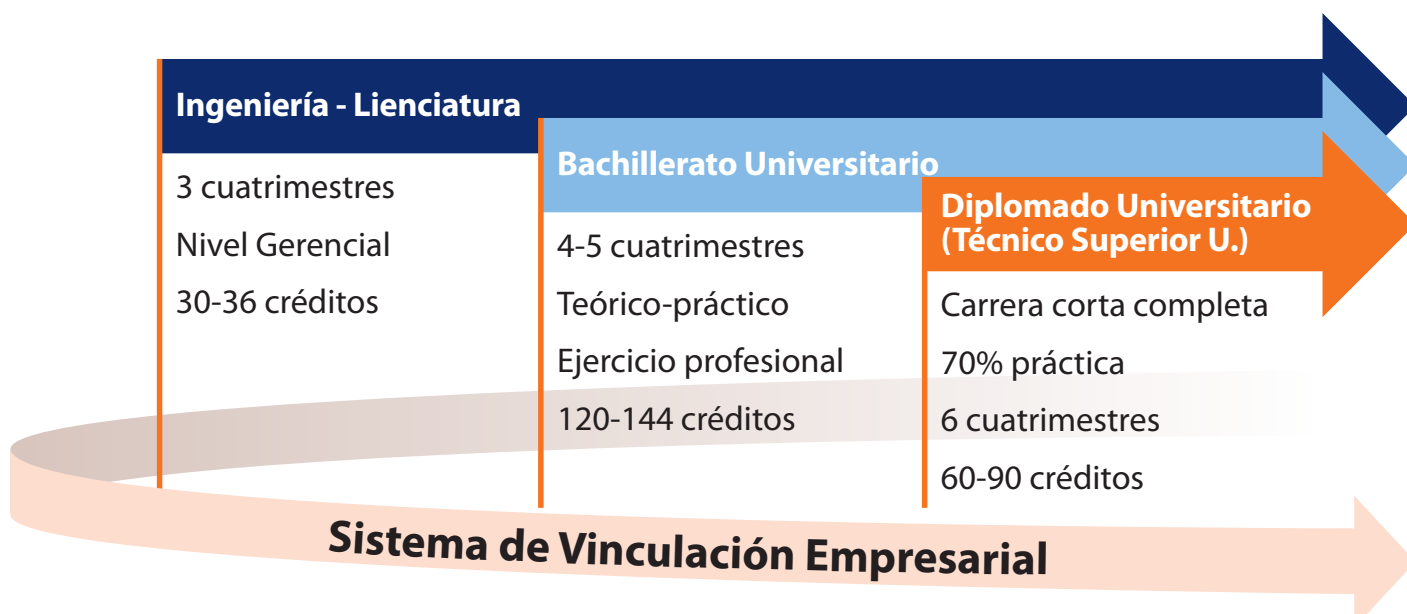 Ingeniería - Lienciatura
3 cuatrimestres
Nivel Gerencial
30-36 créditos
Bachillerato Universitario
4-5 cuatrimestres
Teórico-práctico
Ejercicio profesional
120-144 créditos
Diplomado Universitario
(Técnico Superior U.)
Carrera corta completa
70% práctica
6 cuatrimestres
60-90 créditos
Sistema de Vinculación Empresarial